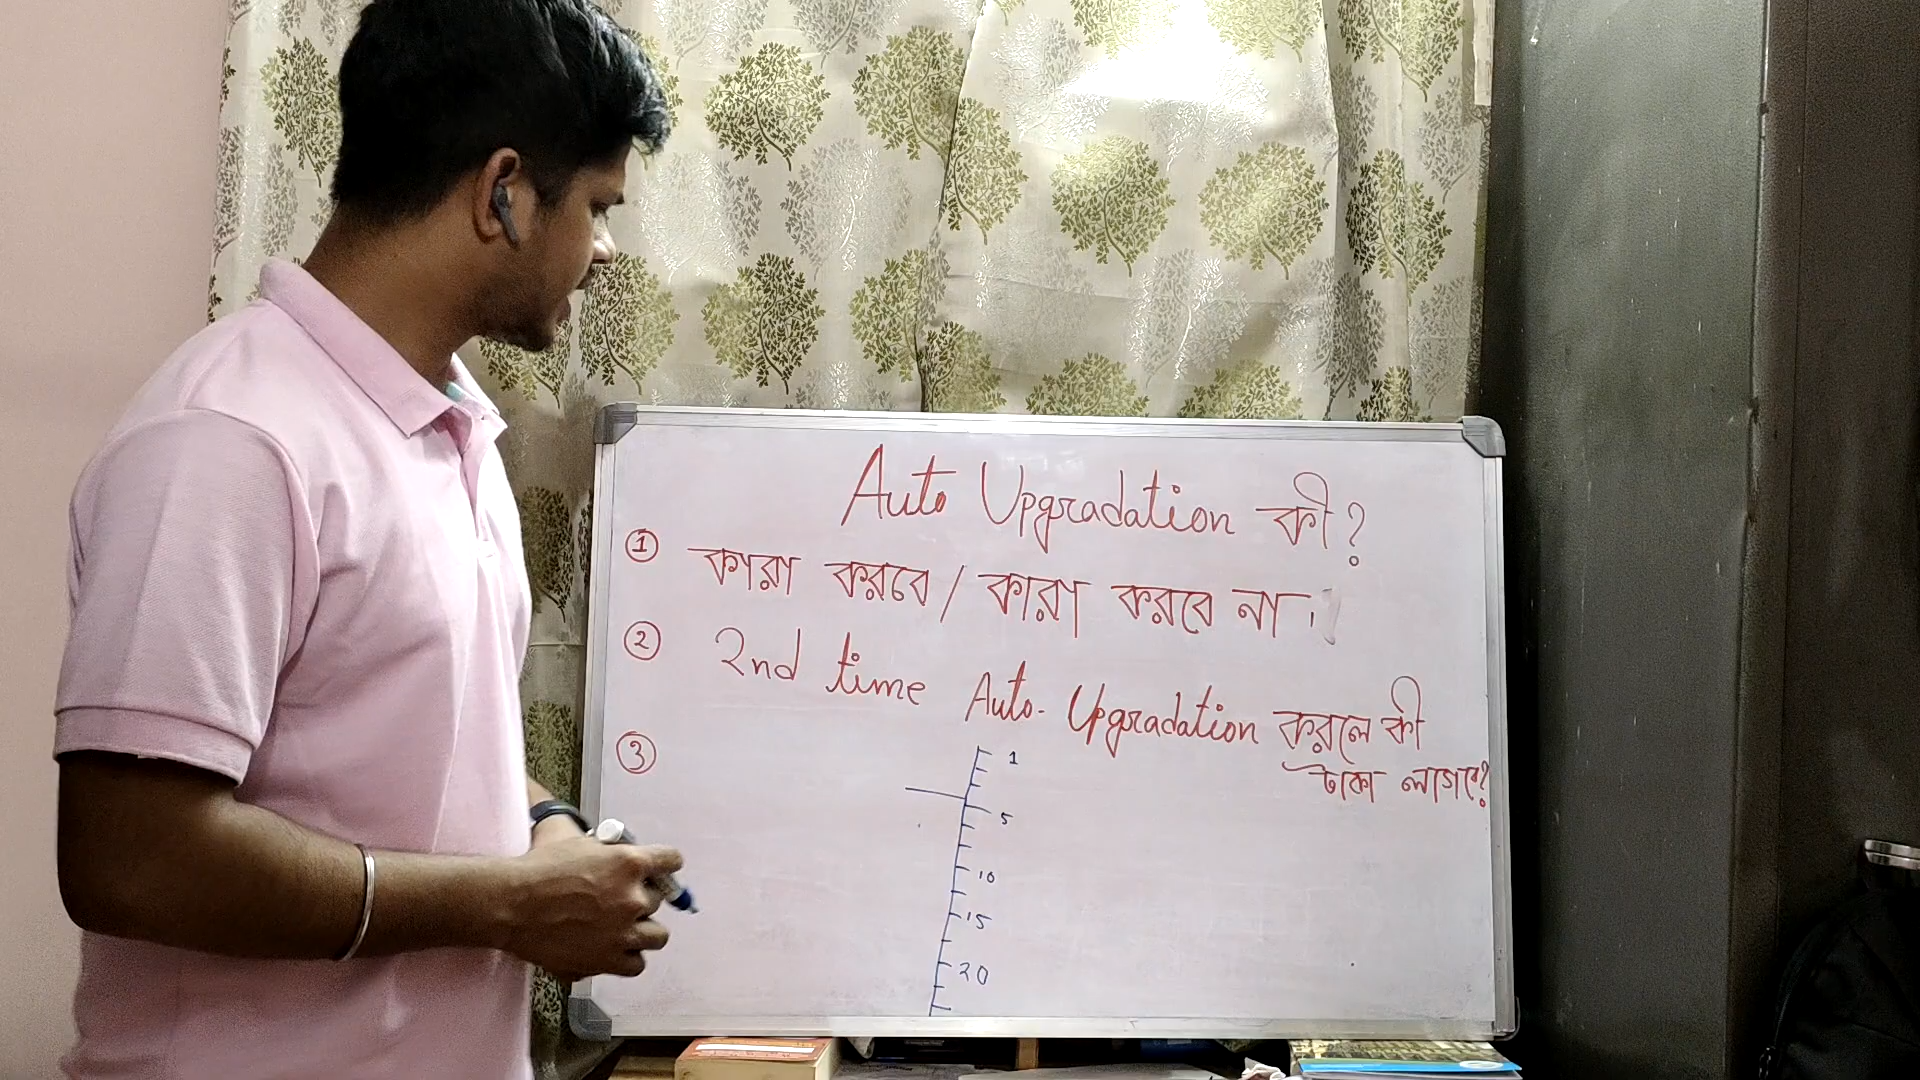 Auto Upgradation কী?
① কারা করবে / কারা করবে না।
② 2nd time Auto-Upgradation করলে কী
টাকা লাগবে?
③
1
5
10
15
20